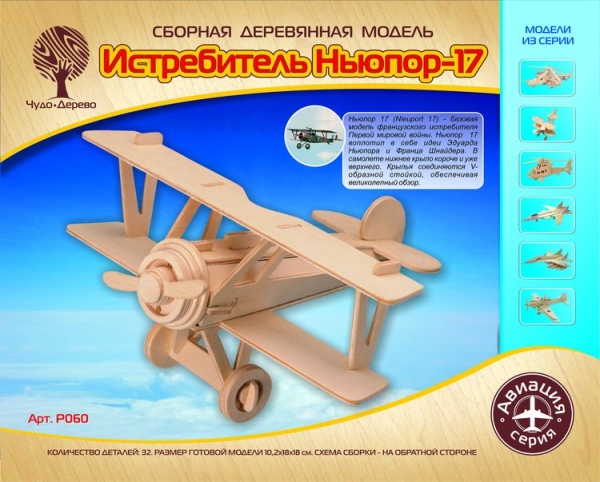 СБОРНАЯ ДЕРЕВЯННАЯ МОДЕЛЬ
Истребитель Ньюпор-17
Чудо-Дерево
МОДЕЛИ
ИЗ СЕРИИ
Ньюпор 17 (Nieuport 17) - базовая
модель французского истребителя
Первой мировой войны. Ньюпор 17
воплотил в себе идеи Эдуарда
Ньюпора и Франца Шнайдера. В
самолете нижнее крыло короче и уже
верхнего. Крылья соединяются V-
образной стойкой, обеспечивая
великолепный обзор.
Арт. P060
Авиация
серия
КОЛИЧЕСТВО ДЕТАЛЕЙ: 32. РАЗМЕР ГОТОВОЙ МОДЕЛИ 10,2х18х18 см. СХЕМА СБОРКИ - НА ОБРАТНОЙ СТОРОНЕ